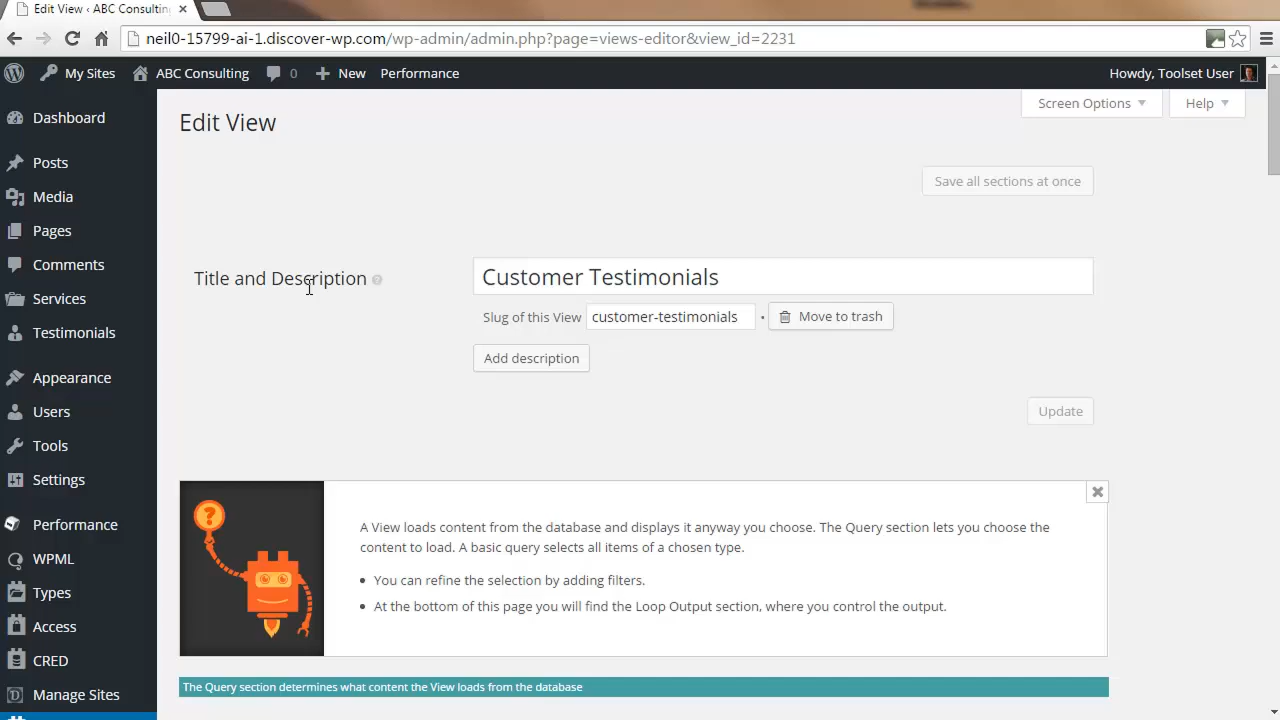 Edit View ‹ ABC Consulting
neil0-15799-ai-1.discover-wp.com/wp-admin/admin.php?page=views-editor&view_id=2231
My Sites ABC Consulting 0 New Performance Howdy, Toolset User
Screen Options Help
Dashboard
Posts
Media
Pages
Comments
Services
Testimonials
Appearance
Users
Tools
Settings
Performance
WPML
Types
Access
CRED
Manage Sites
Edit View
Save all sections at once
Title and Description ?
Customer Testimonials
Slug of this View customer-testimonials • Move to trash
Add description
Update
?
A View loads content from the database and displays it anyway you choose. The Query section lets you choose the
content to load. A basic query selects all items of a chosen type.
• You can refine the selection by adding filters.
• At the bottom of this page you will find the Loop Output section, where you control the output.
The Query section determines what content the View loads from the database